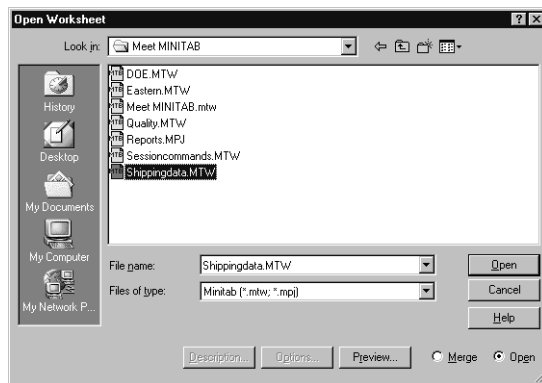 Open Worksheet
Look in: Meet MINITAB
DOE.MTW
Eastern.MTW
Meet MINITAB.mtw
Quality.MTW
Reports.MPJ
Sessioncommands.MTW
Shippingdata.MTW
History
Desktop
My Documents
My Computer
My Network P...
File name: Shippingdata.MTW Open
Files of type: Minitab (*.mtw; *.mpj) Cancel
Help
Description... Options... Preview... Merge Open